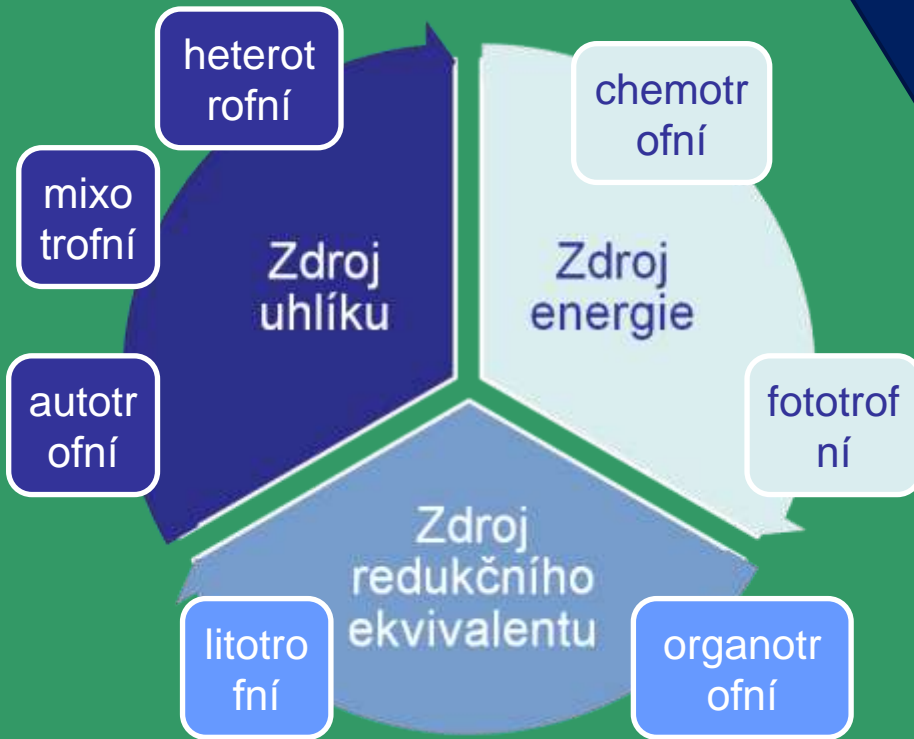 heterot
rofní
mixo
trofní
autotr
ofní
Zdroj
uhlíku
chemotr
ofní
Zdroj
energie
fototrof
ní
Zdroj
redukčního
ekvivalentu
litotro
fní
organotr
ofní